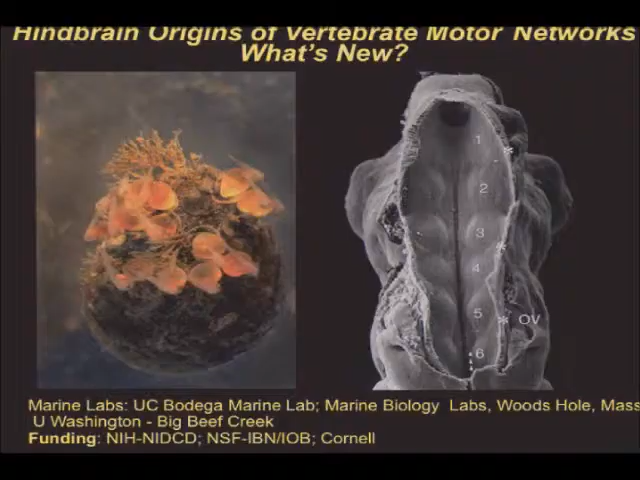 Hindbrain Origins of Vertebrate Motor Networks
What's New?
1
*
2
3
*
4
5
*
OV
6
Marine Labs: UC Bodega Marine Lab; Marine Biology Labs, Woods Hole, Mass
U Washington - Big Beef Creek
Funding: NIH-NIDCD; NSF-IBN/IOB; Cornell